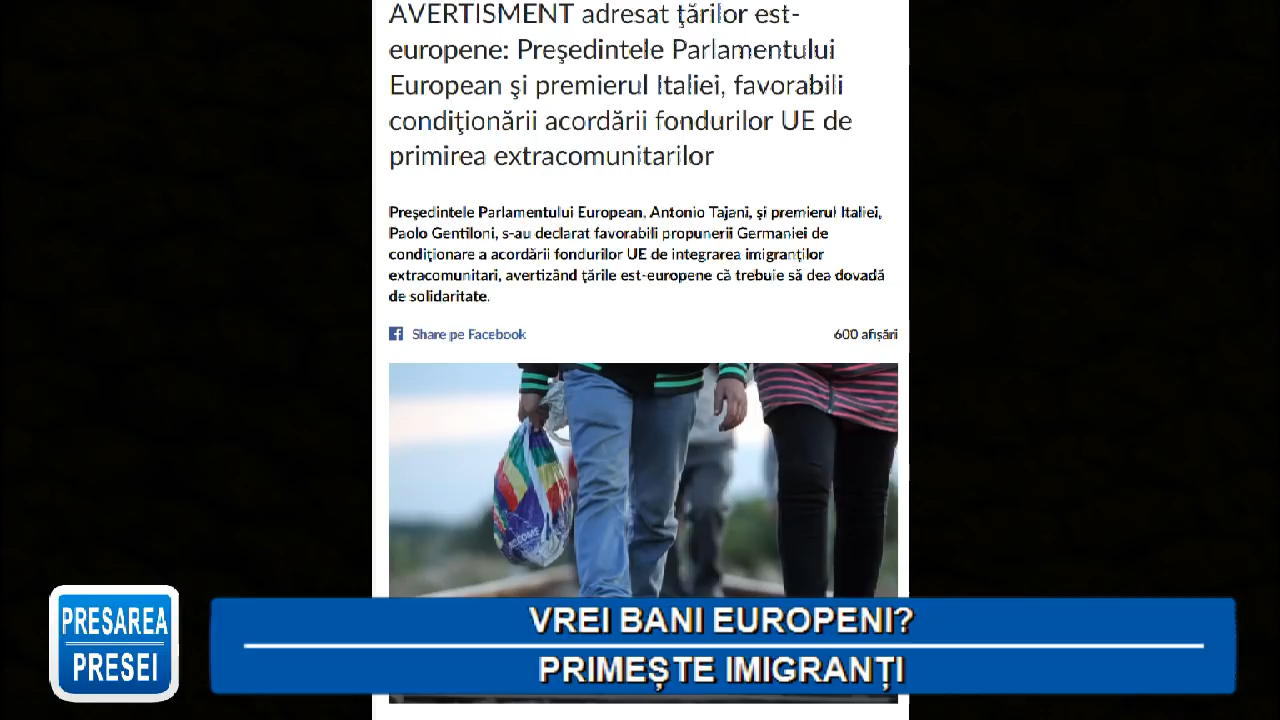 AVERTISMENT adresat ţărilor est-
europene: Preşedintele Parlamentului
European şi premierul Italiei, favorabili
condiţionării acordării fondurilor UE de
primirea extracomunitarilor
Preşedintele Parlamentului European, Antonio Tajani, şi premierul Italiei,
Paolo Gentiloni, s-au declarat favorabili propunerii Germaniei de
condiţionare a acordării fondurilor UE de integrarea imigranţilor
extracomunitari, avertizând ţările est-europene că trebuie să dea dovadă
de solidaritate.
Share pe Facebook
600 afișări
PRESAREA
PRESEI
VREI BANI EUROPENI?
PRIMEȘTE IMIGRANȚI